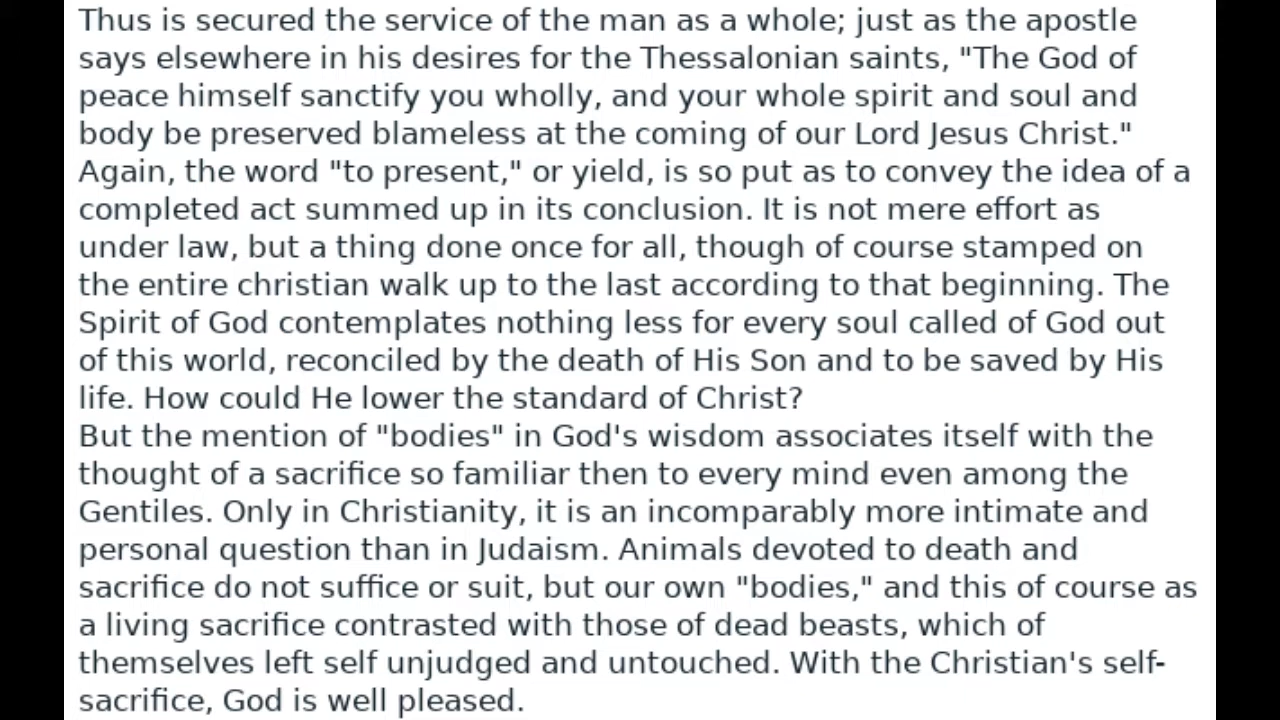 Thus is secured the service of the man as a whole; just as the apostle
says elsewhere in his desires for the Thessalonian saints, "The God of
peace himself sanctify you wholly, and your whole spirit and soul and
body be preserved blameless at the coming of our Lord Jesus Christ."
Again, the word "to present," or yield, is so put as to convey the idea of a
completed act summed up in its conclusion. It is not mere effort as
under law, but a thing done once for all, though of course stamped on
the entire christian walk up to the last according to that beginning. The
Spirit of God contemplates nothing less for every soul called of God out
of this world, reconciled by the death of His Son and to be saved by His
life. How could He lower the standard of Christ?
But the mention of "bodies" in God's wisdom associates itself with the
thought of a sacrifice so familiar then to every mind even among the
Gentiles. Only in Christianity, it is an incomparably more intimate and
personal question than in Judaism. Animals devoted to death and
sacrifice do not suffice or suit, but our own "bodies," and this of course as
a living sacrifice contrasted with those of dead beasts, which of
themselves left self unjudged and untouched. With the Christian's self-
sacrifice, God is well pleased.